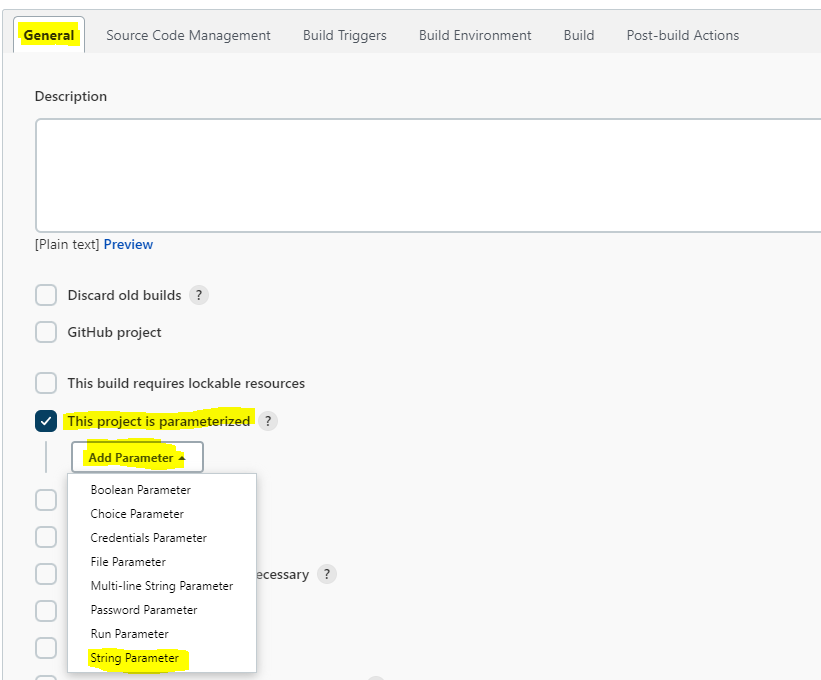 General Source Code Management Build Triggers Build Environment Build Post-build Actions
Description
[Plain text] Preview
Discard old builds ?
GitHub project
This build requires lockable resources
This project is parameterized ?
Add Parameter
Boolean Parameter
Choice Parameter
Credentials Parameter
File Parameter
ecessary ?
Multi-line String Parameter
Password Parameter
Run Parameter
String Parameter